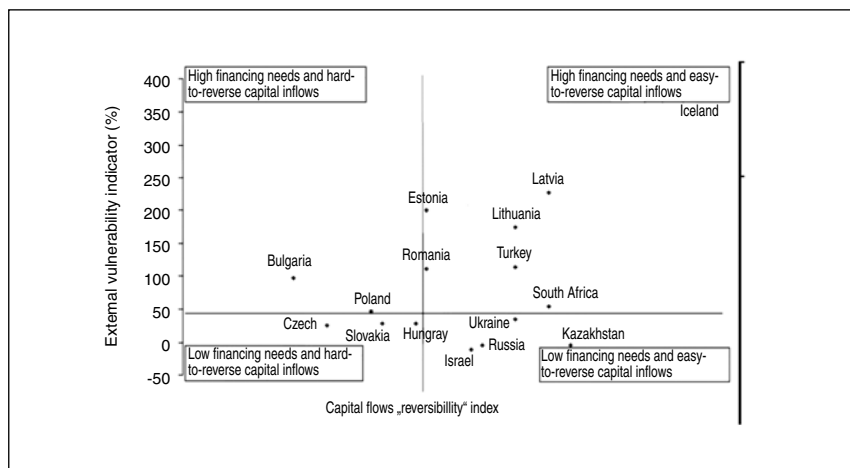 External vulnerability indicator (%)
400
350
300
250
200
150
100
50
0
-50
High financing needs and hard-
to-reverse capital inflows
High financing needs and easy-
to-reverse capital inflows
Iceland
Latvia
Estonia
Lithuania
Bulgaria
Romania
Turkey
Poland
South Africa
Czech
Slovakia
Hungray
Ukraine
Russia
Kazakhstan
Israel
Low financing needs and hard-
to-reverse capital inflows
Low financing needs and easy-
to-reverse capital inflows
Capital flows „reversibillity“ index